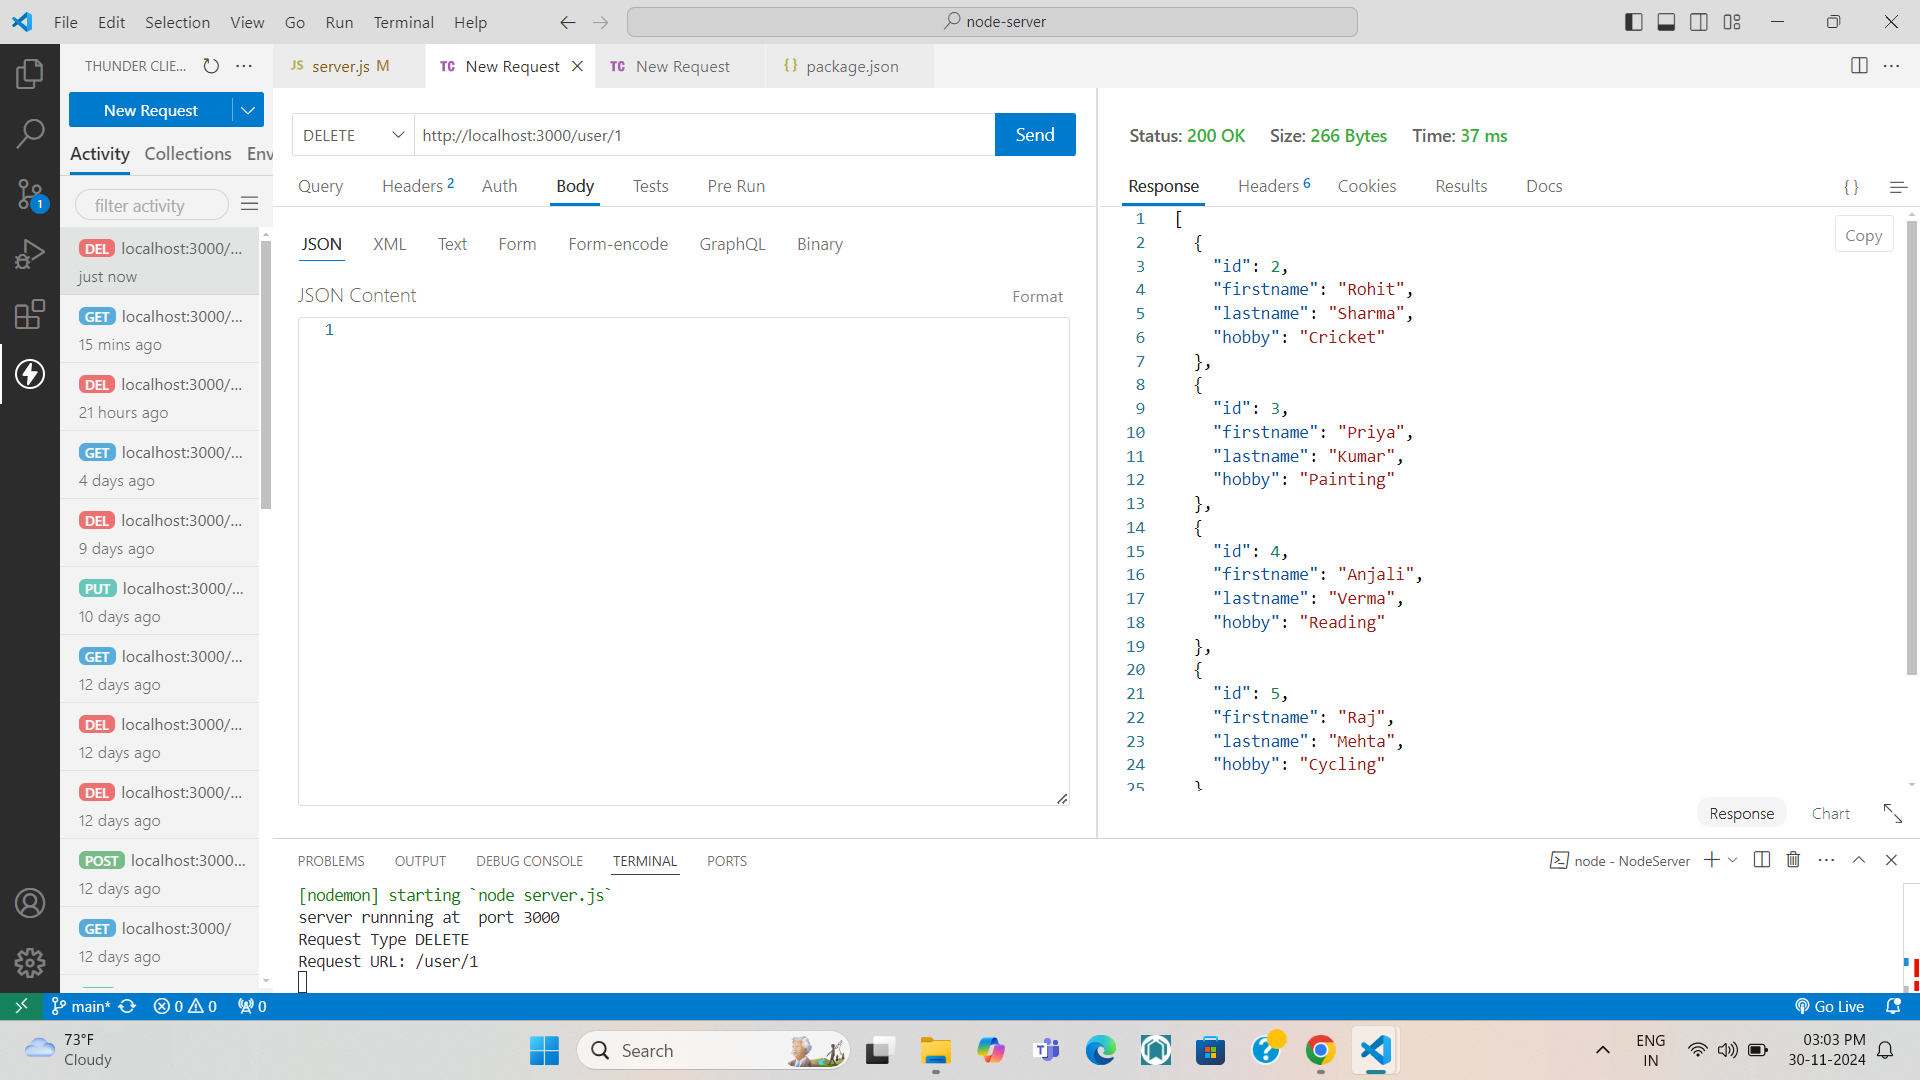 File Edit Selection View Go Run Terminal Help
node-server
THUNDER CLIE...
JS server.js M
TC New Request
TC New Request
{} package.json
New Request
Activity Collections Env
filter activity
DEL localhost:3000/...
just now
GET localhost:3000/...
15 mins ago
DEL localhost:3000/...
21 hours ago
GET localhost:3000/...
4 days ago
DEL localhost:3000/...
9 days ago
PUT localhost:3000/...
10 days ago
GET localhost:3000/...
12 days ago
DEL localhost:3000/...
12 days ago
DEL localhost:3000/...
12 days ago
POST localhost:3000...
12 days ago
GET localhost:3000/
12 days ago
1
DELETE http://localhost:3000/user/1 Send
Query Headers 2 Auth Body Tests Pre Run
JSON XML Text Form Form-encode GraphQL Binary
JSON Content Format
1
Status: 200 OK Size: 266 Bytes Time: 37 ms
Response Headers 6 Cookies Results Docs {}
Copy
1 [
2 {
3 "id": 2,
4 "firstname": "Rohit",
5 "lastname": "Sharma",
6 "hobby": "Cricket"
7 },
8 {
9 "id": 3,
10 "firstname": "Priya",
11 "lastname": "Kumar",
12 "hobby": "Painting"
13 },
14 {
15 "id": 4,
16 "firstname": "Anjali",
17 "lastname": "Verma",
18 "hobby": "Reading"
19 },
20 {
21 "id": 5,
22 "firstname": "Raj",
23 "lastname": "Mehta",
24 "hobby": "Cycling"
25 }
Response Chart
PROBLEMS OUTPUT DEBUG CONSOLE TERMINAL PORTS
node - NodeServer
[nodemon] starting `node server.js`
server runnning at  port 3000
Request Type DELETE
Request URL: /user/1
main* 0 0 0
Go Live
73°F
Cloudy
Search
ENG
IN
03:03 PM
30-11-2024